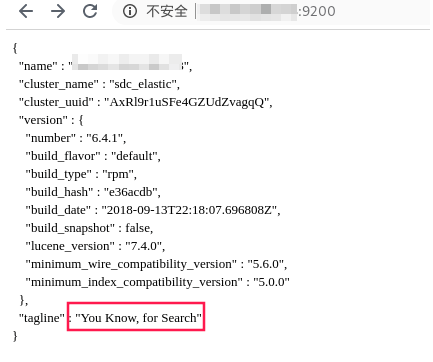 不安全
:9200
{
"name" : "
",
"cluster_name" : "sdc_elastic",
"cluster_uuid" : "AxRl9r1uSFe4GZUdZvagqQ",
"version" : {
"number" : "6.4.1",
"build_flavor" : "default",
"build_type" : "rpm",
"build_hash" : "e36acdb",
"build_date" : "2018-09-13T22:18:07.696808Z",
"build_snapshot" : false,
"lucene_version" : "7.4.0",
"minimum_wire_compatibility_version" : "5.6.0",
"minimum_index_compatibility_version" : "5.0.0"
},
"tagline" : "You Know, for Search"
}